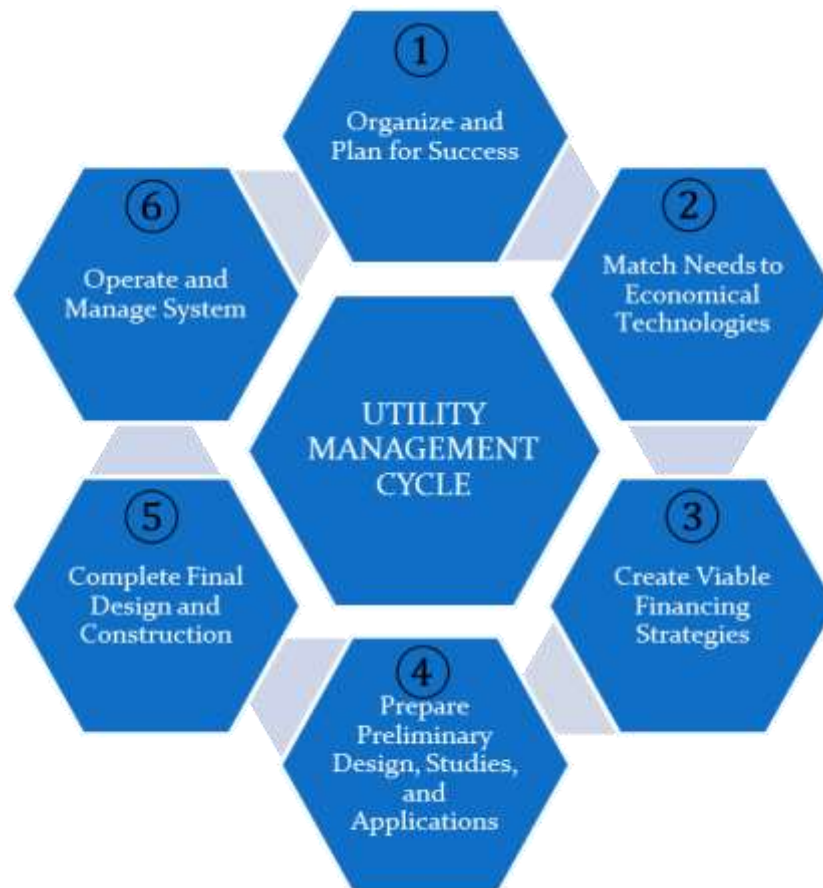 ①
Organize and
Plan for Success
②
Match Needs to
Economical
Technologies
③
Create Viable
Financing
Strategies
④
Prepare
Preliminary
Design, Studies,
and
Applications
⑤
Complete Final
Design and
Construction
⑥
Operate and
Manage System
UTILITY
MANAGEMENT
CYCLE